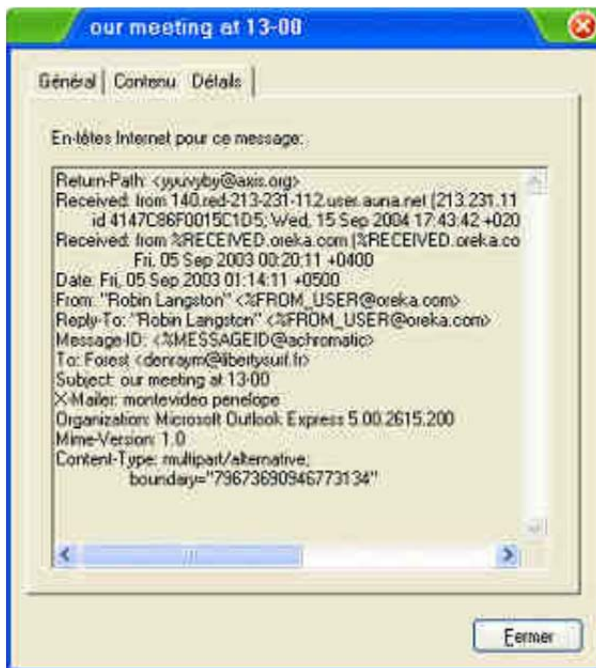 our meeting at 13-00
Général
Contenu
Détails
En-têtes Internet pour ce message:
Return-Path: <yyuvyby@axis.org>
Received: from 140.red-213-231-112.user.auna.net (213.231.11
id 4147C86F0015C1D5; Wed, 15 Sep 2004 17:43:42 +020
Received: from %RECEIVED.oreka.com (%RECEIVED.oreka.co
Fri, 05 Sep 2003 00:20:11 +0400
Date: Fri, 05 Sep 2003 01:14:11 +0500
From: "Robin Langston" <%FROM_USER@oreka.com>
Reply-To: "Robin Langston" <%FROM_USER@oreka.com>
Message-ID: <%MESSAGEID@achromatic>
To: Forest <denraym@libertysurf.fr>
Subject: our meeting at 13-00
X-Mailer: montevideo penelope
Organization: Microsoft Outlook Express 5.00.2615.200
Mime-Version: 1.0
Content-Type: multipart/alternative;
boundary="79673690946773134"
Fermer